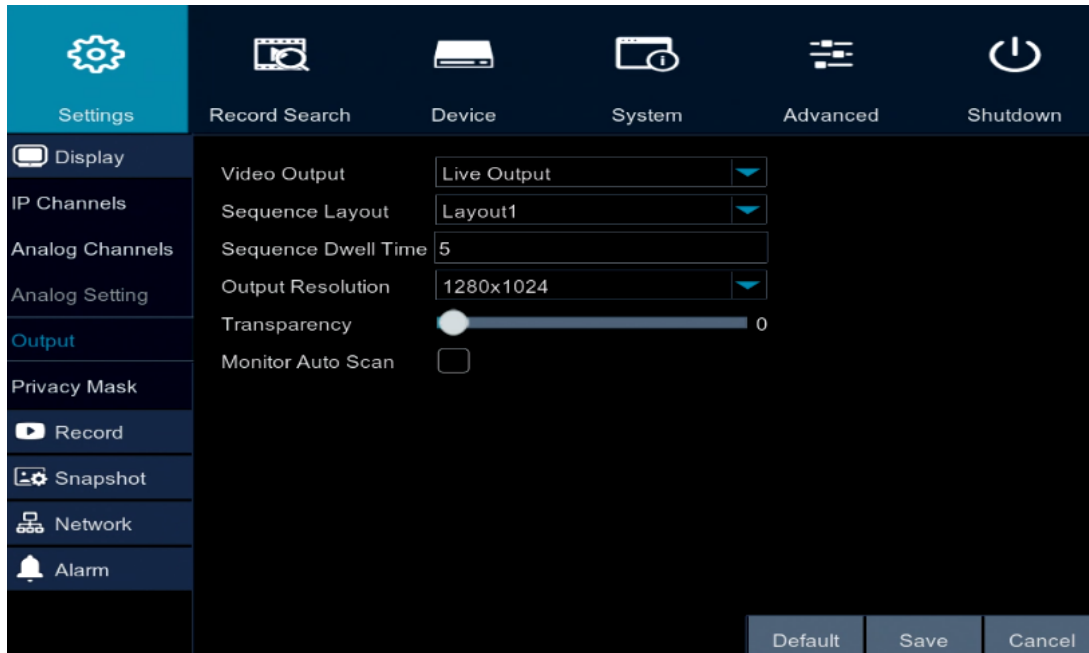 Settings
Record Search
Device
System
Advanced
Shutdown
Display
IP Channels
Analog Channels
Analog Setting
Output
Privacy Mask
Record
Snapshot
Network
Alarm
Video Output Live Output
Sequence Layout Layout1
Sequence Dwell Time 5
Output Resolution 1280x1024
Transparency 0
Monitor Auto Scan
Default
Save
Cancel